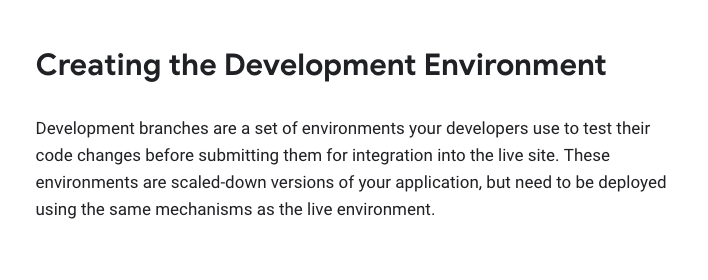 Creating the Development Environment
Development branches are a set of environments your developers use to test their
code changes before submitting them for integration into the live site. These
environments are scaled-down versions of your application, but need to be deployed
using the same mechanisms as the live environment.